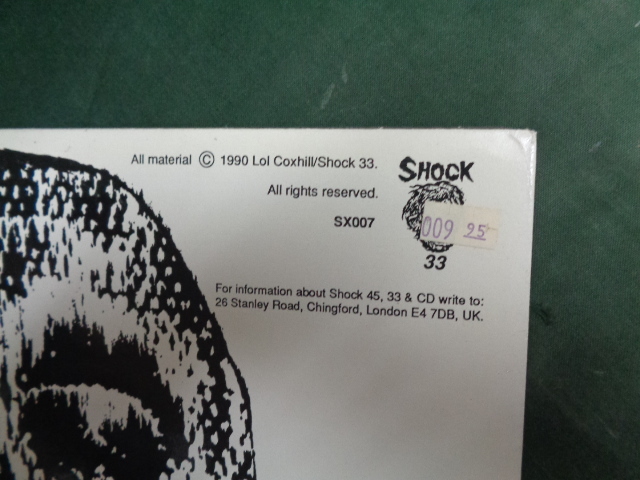 All material © 1990 Lol Coxhill/Shock 33.
All rights reserved.
SX007
SHOCK
009 95
33
For information about Shock 45, 33 & CD write to:
26 Stanley Road, Chingford, London E4 7DB, UK.